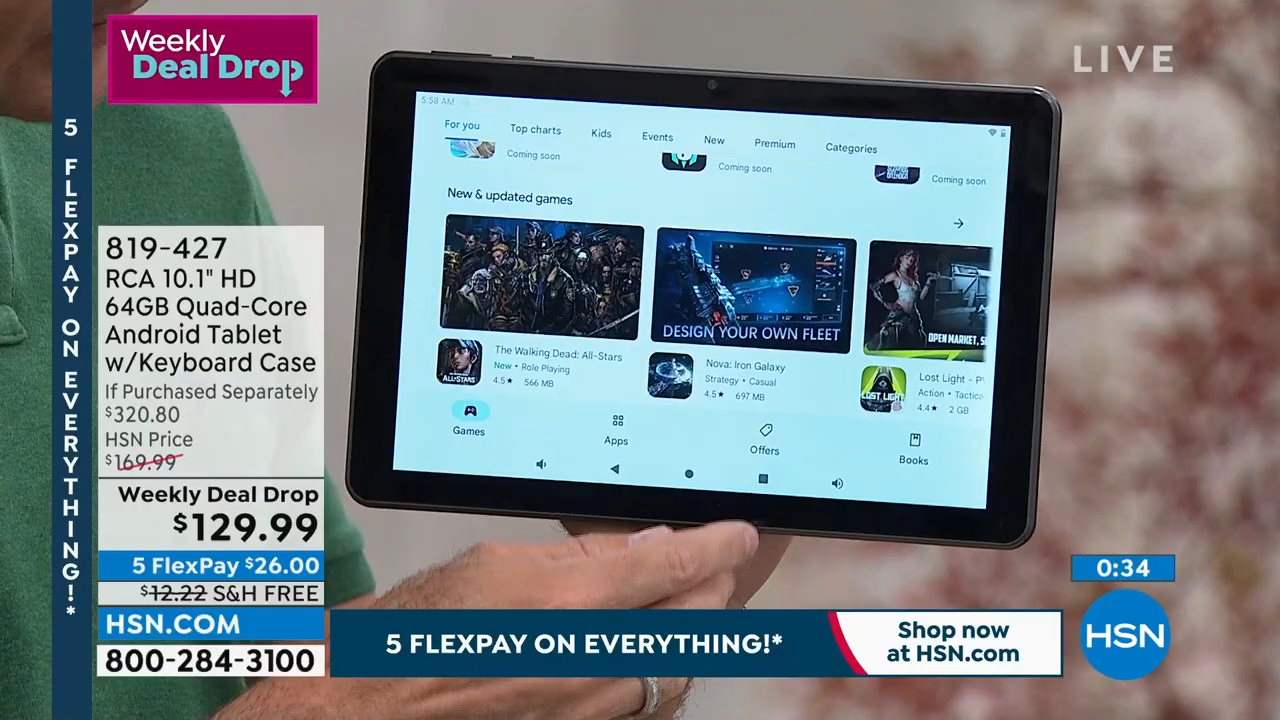 Weekly
Deal Drop
LIVE
5 FLEXPAY ON EVERYTHING!*
819-427
RCA 10.1" HD
64GB Quad-Core
Android Tablet
w/Keyboard Case
If Purchased Separately
$320.80
HSN Price
$169.99
Weekly Deal Drop
$129.99
5 FlexPay $26.00
$12.22 S&H FREE
HSN.COM
800-284-3100
5:58 AM
For you
Top charts
Kids
Events
New
Premium
Categories
Coming soon
Coming soon
Coming soon
New & updated games
DESIGN YOUR OWN FLEET
OPEN MARKET, S
ALL-STARS
The Walking Dead: All-Stars
New • Role Playing
4.5★ 566 MB
Nova: Iron Galaxy
Strategy • Casual
4.5★ 697 MB
LOST LIGHT
Lost Light - P
Action • Tactica
4.4★ 2 GB
Games
Apps
Offers
Books
5 FLEXPAY ON EVERYTHING!*
Shop now
at HSN.com
0:34
HSN